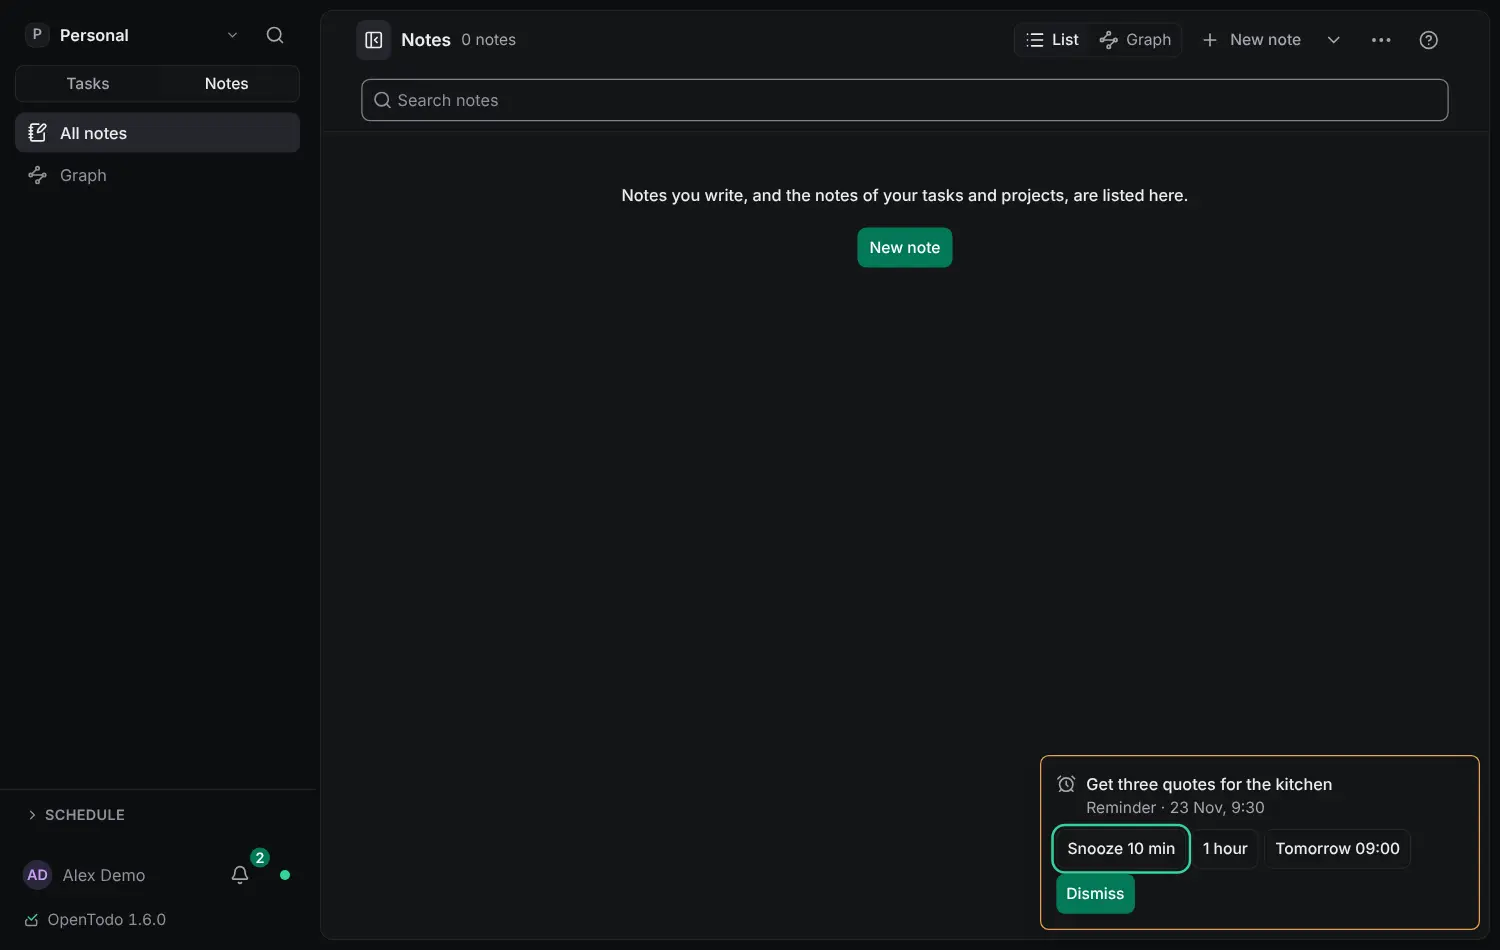 P Personal
Tasks Notes
All notes
Graph
SCHEDULE
AD Alex Demo 2
OpenTodo 1.6.0
Notes 0 notes
List Graph New note
Search notes
Notes you write, and the notes of your tasks and projects, are listed here.
New note
Get three quotes for the kitchen
Reminder · 23 Nov, 9:30
Snooze 10 min 1 hour Tomorrow 09:00
Dismiss